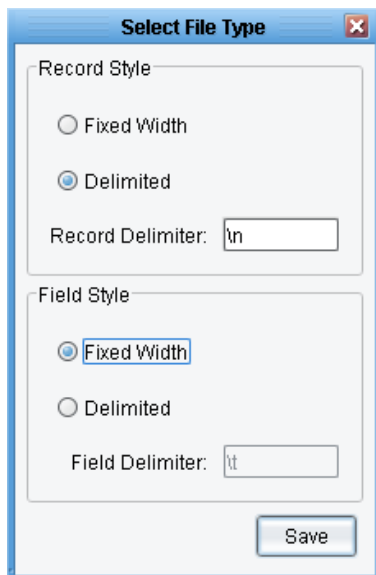 Select File Type
Record Style
Fixed Width
Delimited
Record Delimiter: \n
Field Style
Fixed Width
Delimited
Field Delimiter: \t
Save